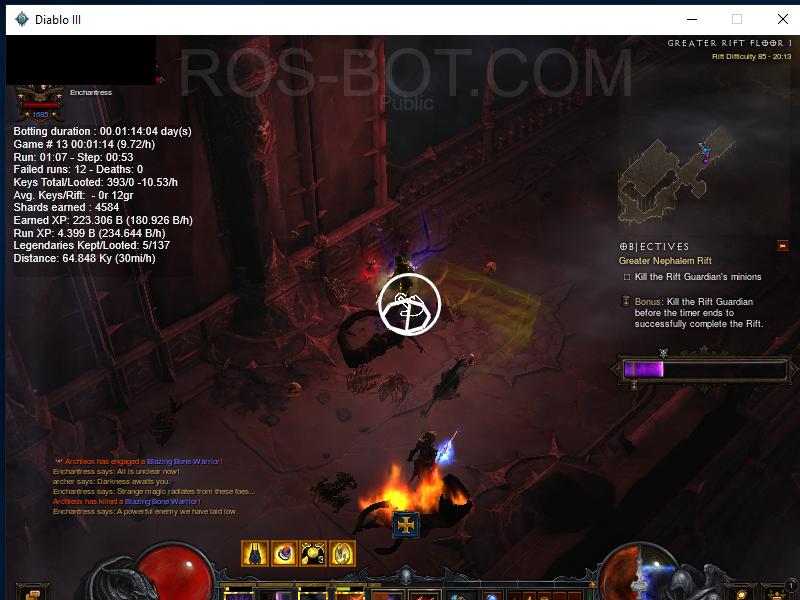 Diablo III
ROS-BOT.COM
Public
GREATER RIFT FLOOR 1
Rift Difficulty 85 - 20:13
Enchantress
1685
Botting duration : 00.01:14:04 day(s)
Game # 13 00:01:14 (9.72/h)
Run: 01:07 - Step: 00:53
Failed runs: 12 - Deaths: 0
Keys Total/Looted: 393/0 -10.53/h
Avg. Keys/Rift:  - 0r 12gr
Shards earned : 4584
Earned XP: 223.306 B (180.926 B/h)
Run XP: 4.399 B (234.644 B/h)
Legendaries Kept/Looted: 5/137
Distance: 64.848 Ky (30mi/h)
OBJECTIVES
Greater Nephalem Rift
Kill the Rift Guardian's minions
Bonus: Kill the Rift Guardian
before the timer ends to
successfully complete the Rift.
Archleox has engaged a Blazing Bone Warrior!
Enchantress says: All is unclear now!
archer says: Darkness awaits you.
Enchantress says: Strange magic radiates from these foes...
Archleox has killed a Blazing Bone Warrior!
Enchantress says: A powerful enemy we have laid low.
3
1